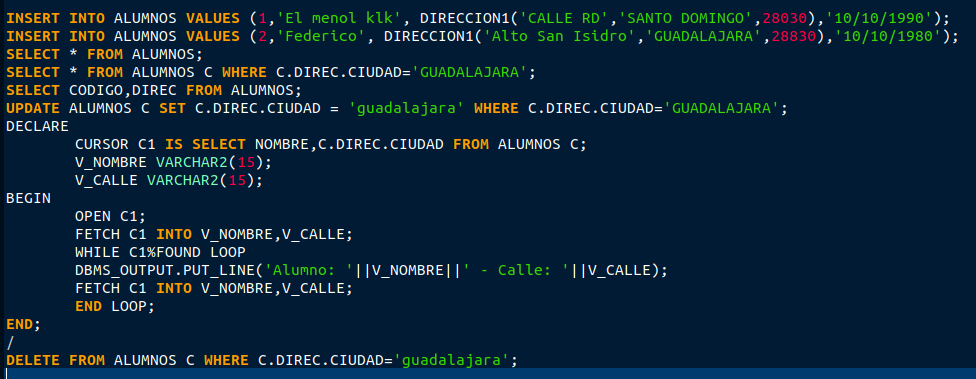 INSERT INTO ALUMNOS VALUES (1,'El menol klk', DIRECCION1('CALLE RD','SANTO DOMINGO',28030),'10/10/1990');
INSERT INTO ALUMNOS VALUES (2,'Federico', DIRECCION1('Alto San Isidro','GUADALAJARA',28830),'10/10/1980');
SELECT * FROM ALUMNOS;
SELECT * FROM ALUMNOS C WHERE C.DIREC.CIUDAD='GUADALAJARA';
SELECT CODIGO,DIREC FROM ALUMNOS;
UPDATE ALUMNOS C SET C.DIREC.CIUDAD = 'guadalajara' WHERE C.DIREC.CIUDAD='GUADALAJARA';
DECLARE
        CURSOR C1 IS SELECT NOMBRE,C.DIREC.CIUDAD FROM ALUMNOS C;
        V_NOMBRE VARCHAR2(15);
        V_CALLE VARCHAR2(15);
BEGIN
        OPEN C1;
        FETCH C1 INTO V_NOMBRE,V_CALLE;
        WHILE C1%FOUND LOOP
        DBMS_OUTPUT.PUT_LINE('Alumno: '||V_NOMBRE||' - Calle: '||V_CALLE);
        FETCH C1 INTO V_NOMBRE,V_CALLE;
        END LOOP;
END;
/
DELETE FROM ALUMNOS C WHERE C.DIREC.CIUDAD='guadalajara';